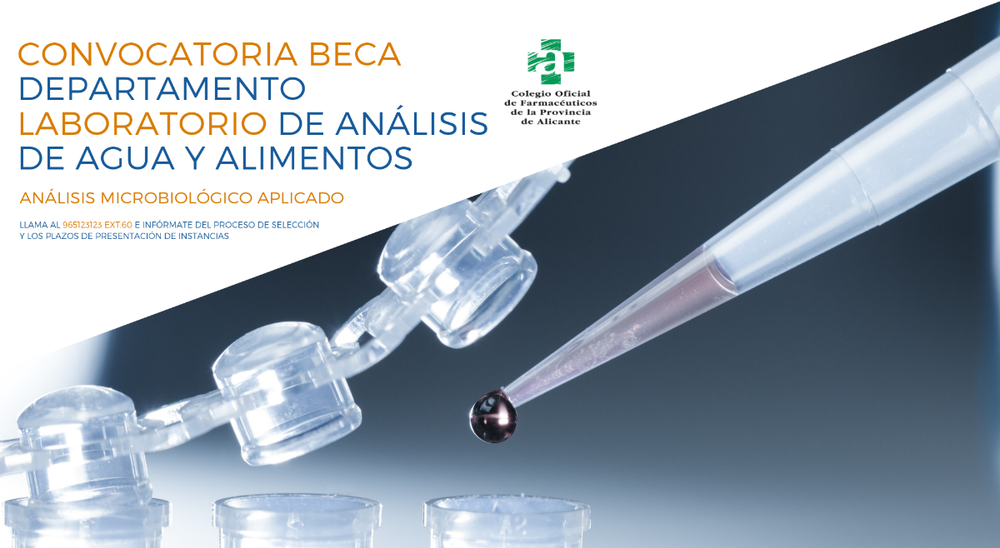 CONVOCATORIA BECA
DEPARTAMENTO
LABORATORIO DE ANÁLISIS
DE AGUA Y ALIMENTOS
ANÁLISIS MICROBIOLÓGICO APLICADO
LLAMA AL 965123123 EXT.60 E INFÓRMATE DEL PROCESO DE SELECCIÓN
Y LOS PLAZOS DE PRESENTACIÓN DE INSTANCIAS
a
Colegio Oficial
de Farmacéuticos
de la Provincia
de Alicante